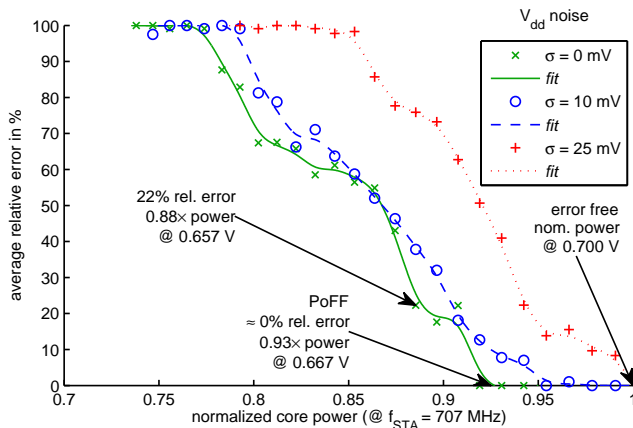 V_dd noise
σ = 0 mV
fit
σ = 10 mV
fit
σ = 25 mV
fit
100
90
80
70
60
50
40
30
20
10
0
average relative error in %
22% rel. error
0.88× power
@ 0.657 V
PoFF
≈ 0% rel. error
0.93× power
@ 0.667 V
error free
nom. power
@ 0.700 V
0.7 0.75 0.8 0.85 0.9 0.95 1
normalized core power (@ f_STA = 707 MHz)